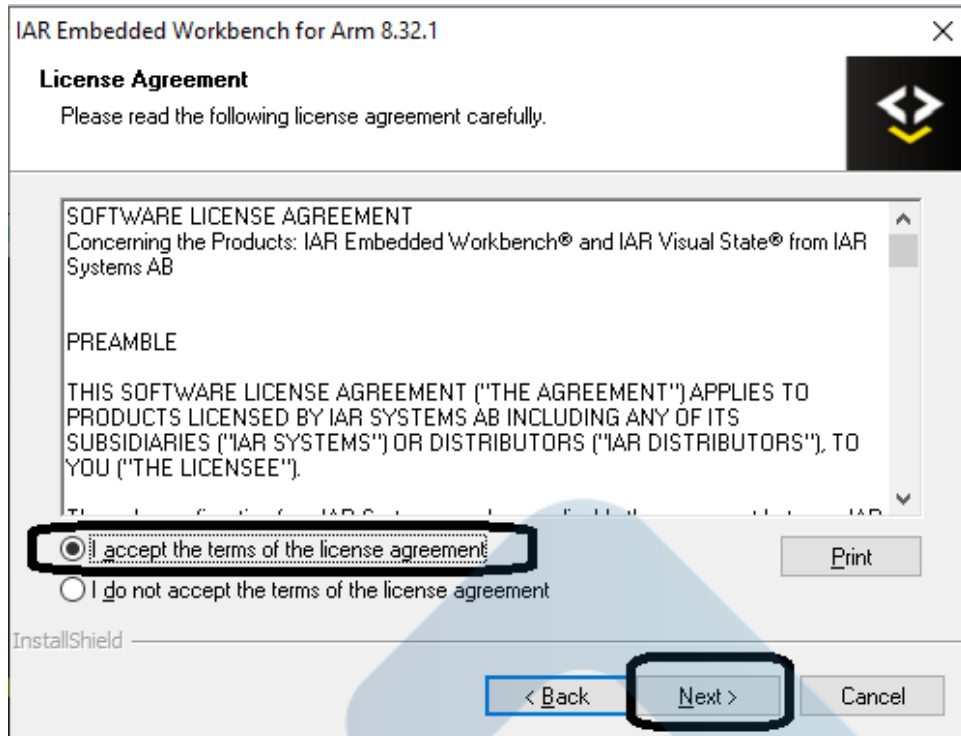 IAR Embedded Workbench for Arm 8.32.1
License Agreement
Please read the following license agreement carefully.
SOFTWARE LICENSE AGREEMENT
Concerning the Products: IAR Embedded Workbench® and IAR Visual State® from IAR
Systems AB
PREAMBLE
THIS SOFTWARE LICENSE AGREEMENT ("THE AGREEMENT") APPLIES TO
PRODUCTS LICENSED BY IAR SYSTEMS AB INCLUDING ANY OF ITS
SUBSIDIARIES ("IAR SYSTEMS") OR DISTRIBUTORS ("IAR DISTRIBUTORS"), TO
YOU ("THE LICENSEE").
I accept the terms of the license agreement
Print
I do not accept the terms of the license agreement
InstallShield
< Back
Next >
Cancel